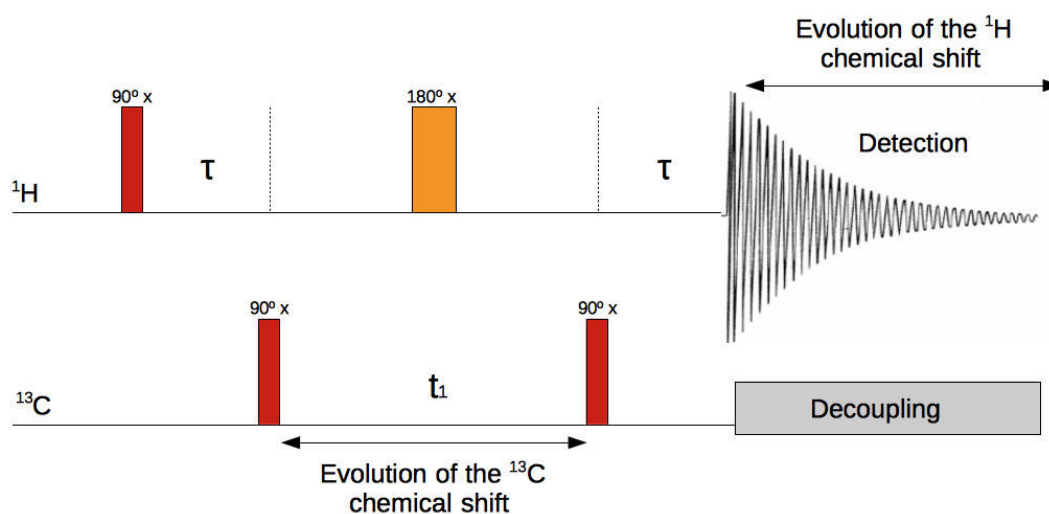 Evolution of the ¹H
chemical shift
90º x
180º x
Detection
τ
τ
¹H
90º x
90º x
t₁
¹³C
Decoupling
Evolution of the ¹³C
chemical shift